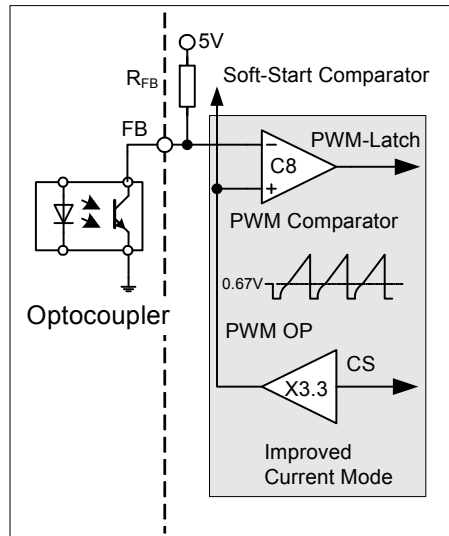 5V
R_FB
Soft-Start Comparator
FB
PWM-Latch
−
C8
+
PWM Comparator
0.67V
Optocoupler
PWM OP
CS
X3.3
Improved
Current Mode